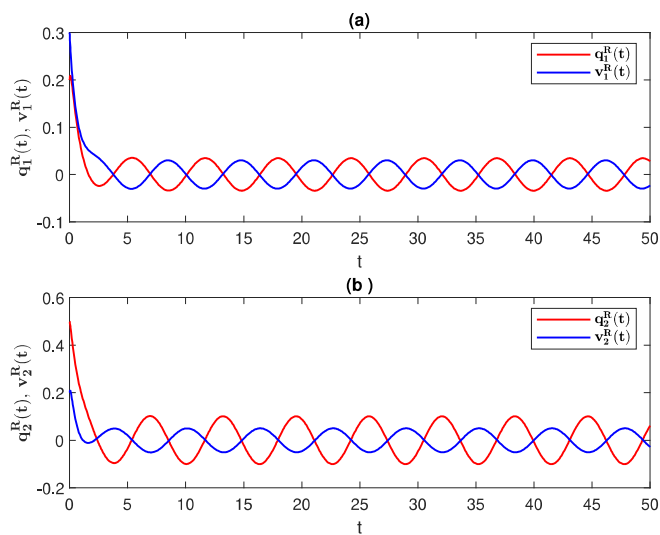 (a)
0.3
0.2
0.1
0
-0.1
q₁ᴿ(t), v₁ᴿ(t)
q₁ᴿ(t)
v₁ᴿ(t)
0 5 10 15 20 25 30 35 40 45 50
t
(b )
0.6
0.4
0.2
0
-0.2
q₂ᴿ(t), v₂ᴿ(t)
q₂ᴿ(t)
v₂ᴿ(t)
0 5 10 15 20 25 30 35 40 45 50
t